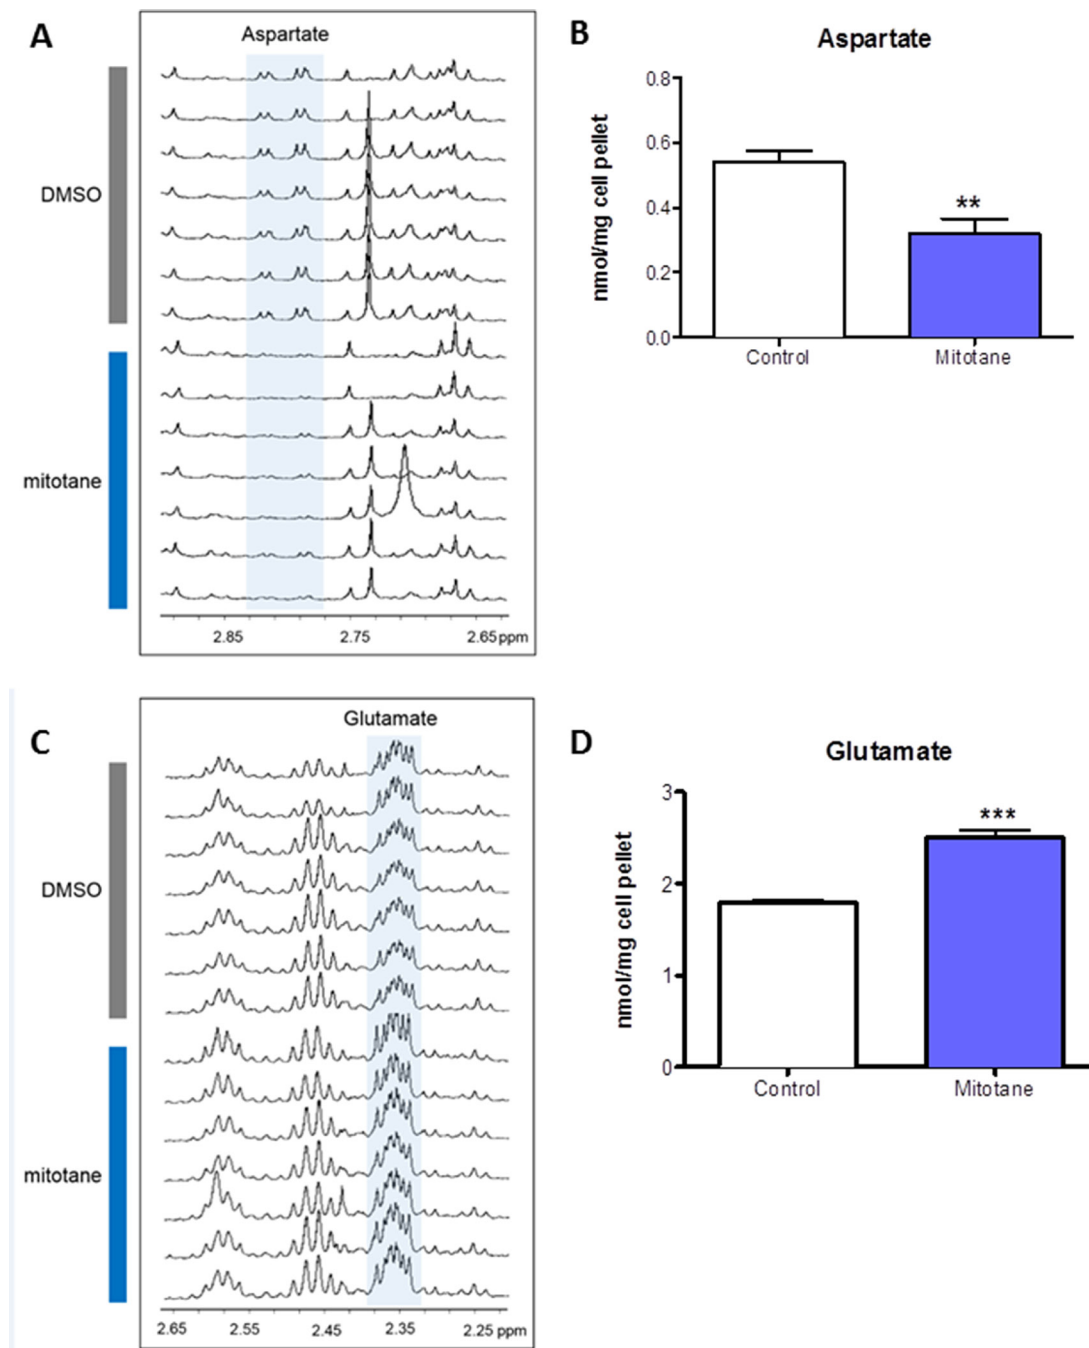 A
Aspartate
DMSO
mitotane
2.85 2.75 2.65 ppm
B
Aspartate
nmol/mg cell pellet
0.8
0.6
0.4
0.2
0.0
**
Control Mitotane
C
Glutamate
DMSO
mitotane
2.65 2.55 2.45 2.35 2.25 ppm
D
Glutamate
nmol/mg cell pellet
3
2
1
0
***
Control Mitotane